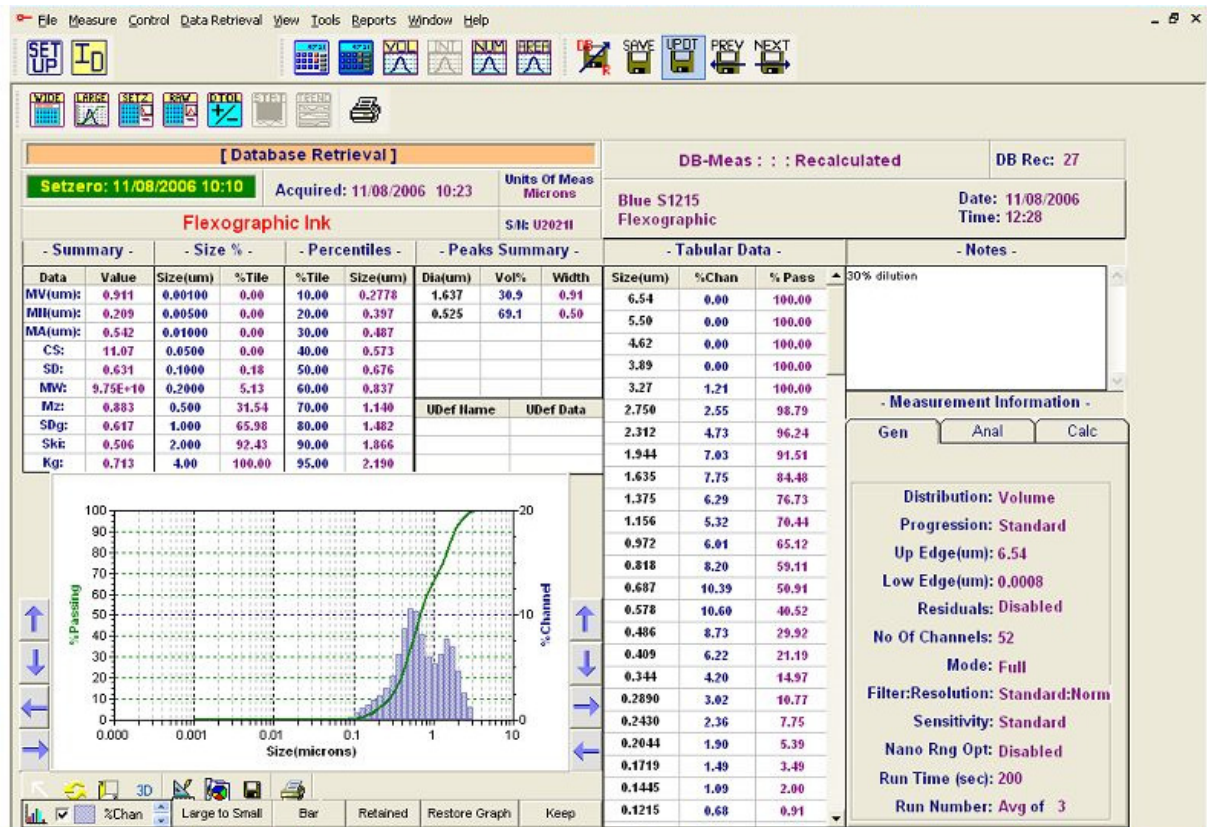 File Measure Control Data Retrieval View Tools Reports Window Help
SET UP ID VOL INT NUM AREA DB R SAVE UPDT PREV NEXT
WIDE LARGE SETZ RAW DTOL STAT TREND
[ Database Retrieval ]
DB-Meas : : : Recalculated DB Rec: 27
Setzero: 11/08/2006 10:10 Acquired: 11/08/2006 10:23 Units Of Meas Microns
Blue S1215 Date: 11/08/2006
Flexographic Time: 12:28
Flexographic Ink S/N: U2021I
- Summary - - Size % - - Percentiles - - Peaks Summary -
Data Value Size(um) %Tile %Tile Size(um) Dia(um) Vol% Width
MV(um): 0.911 0.00100 0.00 10.00 0.2778 1.637 30.9 0.91
MN(um): 0.209 0.00500 0.00 20.00 0.397 0.525 69.1 0.50
MA(um): 0.542 0.01000 0.00 30.00 0.487
CS: 11.07 0.0500 0.00 40.00 0.573
SD: 0.631 0.1000 0.18 50.00 0.676
MW: 9.75E+10 0.2000 5.13 60.00 0.837
Mz: 0.883 0.500 31.54 70.00 1.140 UDef Name UDef Data
SDg: 0.617 1.000 65.98 80.00 1.482
Ski: 0.506 2.000 92.43 90.00 1.866
Kg: 0.713 4.00 100.00 95.00 2.190
100
90
80
70
60
50
40
30
20
10
0
%Passing
20
10
0
%Channel
0.000 0.001 0.01 0.1 1 10
Size(microns)
3D
%Chan Large to Small Bar Retained Restore Graph Keep
- Tabular Data -
Size(um) %Chan % Pass
6.54 0.00 100.00
5.50 0.00 100.00
4.62 0.00 100.00
3.89 0.00 100.00
3.27 1.21 100.00
2.750 2.55 98.79
2.312 4.73 96.24
1.944 7.03 91.51
1.635 7.75 84.48
1.375 6.29 76.73
1.156 5.32 70.44
0.972 6.01 65.12
0.818 8.20 59.11
0.687 10.39 50.91
0.578 10.60 40.52
0.486 8.73 29.92
0.409 6.22 21.19
0.344 4.20 14.97
0.2890 3.02 10.77
0.2430 2.36 7.75
0.2044 1.90 5.39
0.1719 1.49 3.49
0.1445 1.09 2.00
0.1215 0.68 0.91
- Notes -
30% dilution
- Measurement Information -
Gen Anal Calc
Distribution: Volume
Progression: Standard
Up Edge(um): 6.54
Low Edge(um): 0.0008
Residuals: Disabled
No Of Channels: 52
Mode: Full
Filter:Resolution: Standard:Norm
Sensitivity: Standard
Nano Rng Opt: Disabled
Run Time (sec): 200
Run Number: Avg of 3